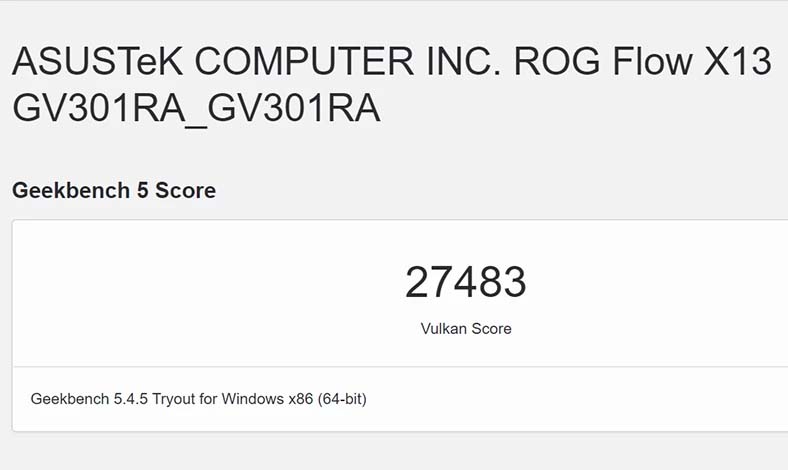 ASUSTeK COMPUTER INC. ROG Flow X13
GV301RA_GV301RA
Geekbench 5 Score
27483
Vulkan Score
Geekbench 5.4.5 Tryout for Windows x86 (64-bit)